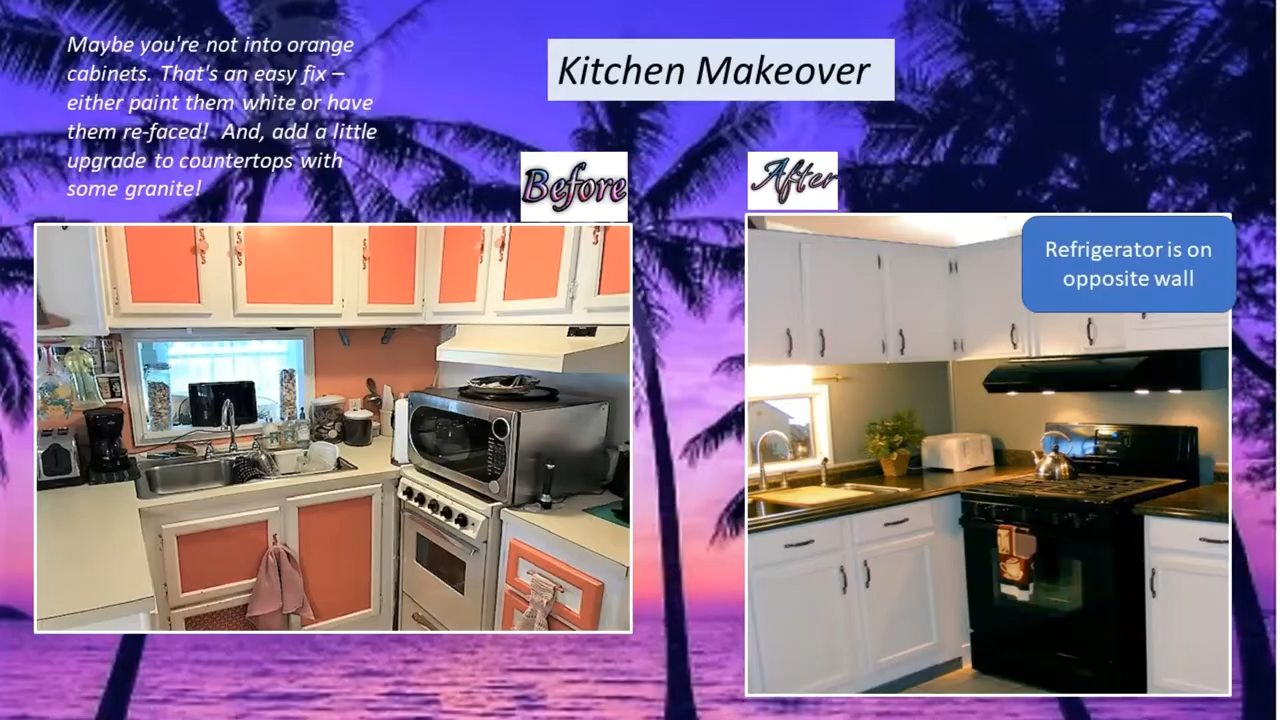 Maybe you're not into orange
cabinets. That's an easy fix –
either paint them white or have
them re-faced!  And, add a little
upgrade to countertops with
some granite!
Kitchen Makeover
Before
After
Refrigerator is on
opposite wall